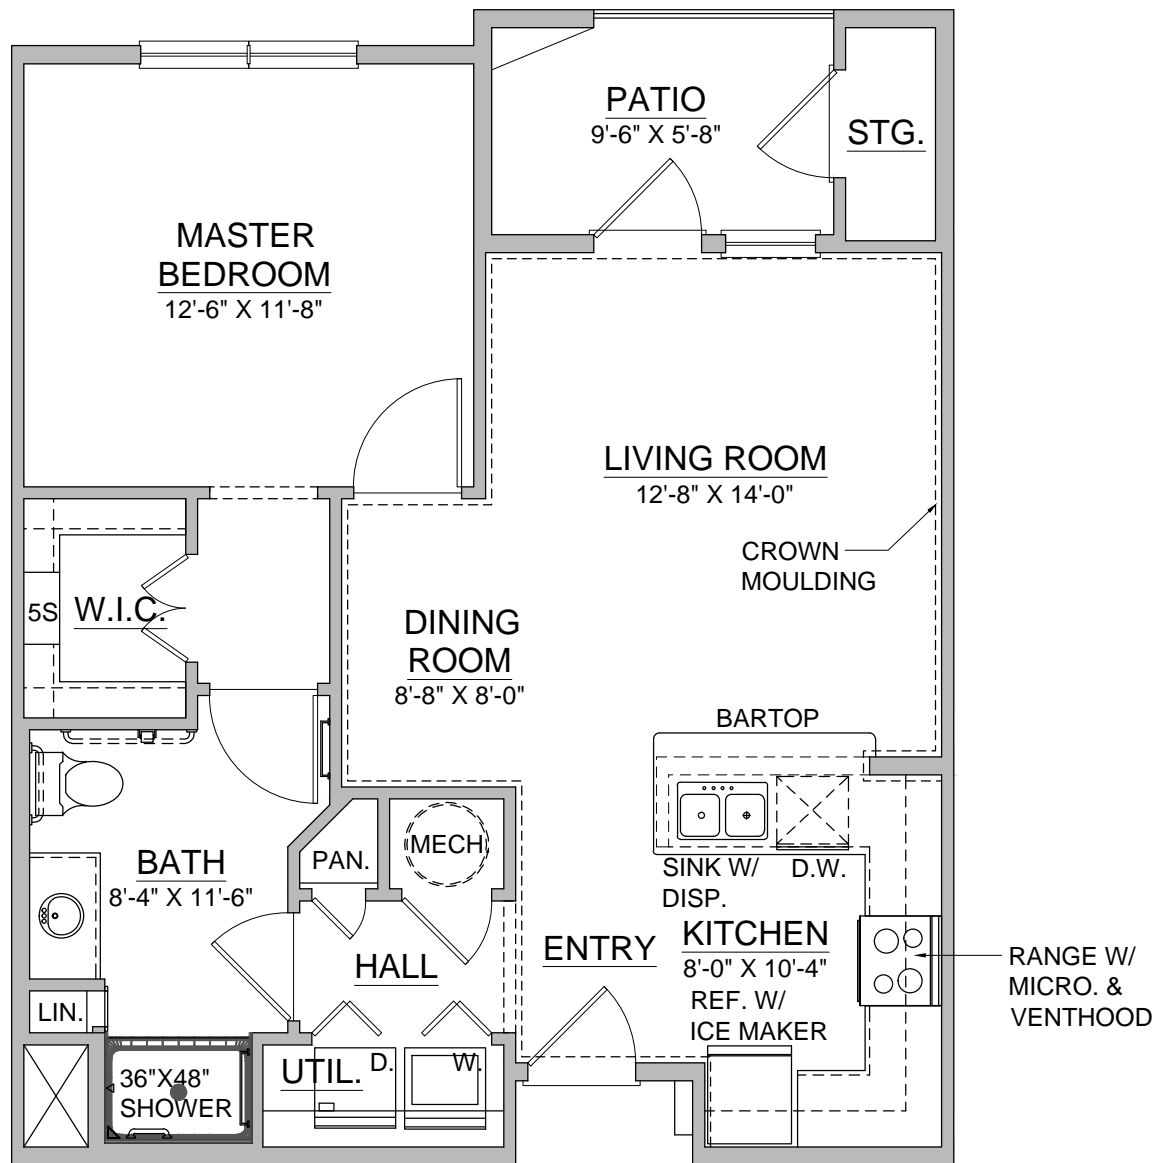 PATIO
9'-6" X 5'-8"
STG.
MASTER
BEDROOM
12'-6" X 11'-8"
LIVING ROOM
12'-8" X 14'-0"
CROWN
MOULDING
5S
W.I.C.
DINING
ROOM
8'-8" X 8'-0"
BARTOP
BATH
8'-4" X 11'-6"
PAN.
MECH
SINK W/
DISP.
D.W.
HALL
ENTRY
KITCHEN
8'-0" X 10'-4"
REF. W/
ICE MAKER
RANGE W/
MICRO. &
VENTHOOD
LIN.
36"X48"
SHOWER
UTIL.
D.
W.